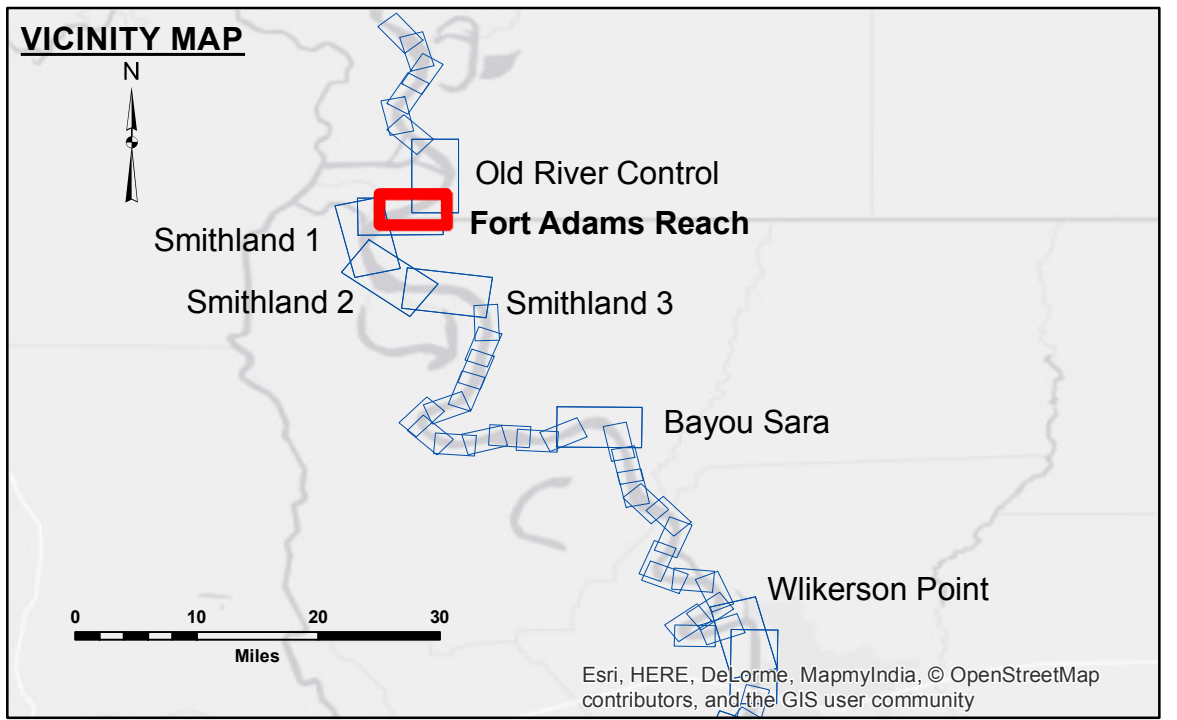 VICINITY MAP
N
Old River Control
Fort Adams Reach
Smithland 1
Smithland 2
Smithland 3
Bayou Sara
Wlikerson Point
0 10 20 30
Miles
Esri, HERE, DeLorme, MapmyIndia, © OpenStreetMap
contributors, and the GIS user community